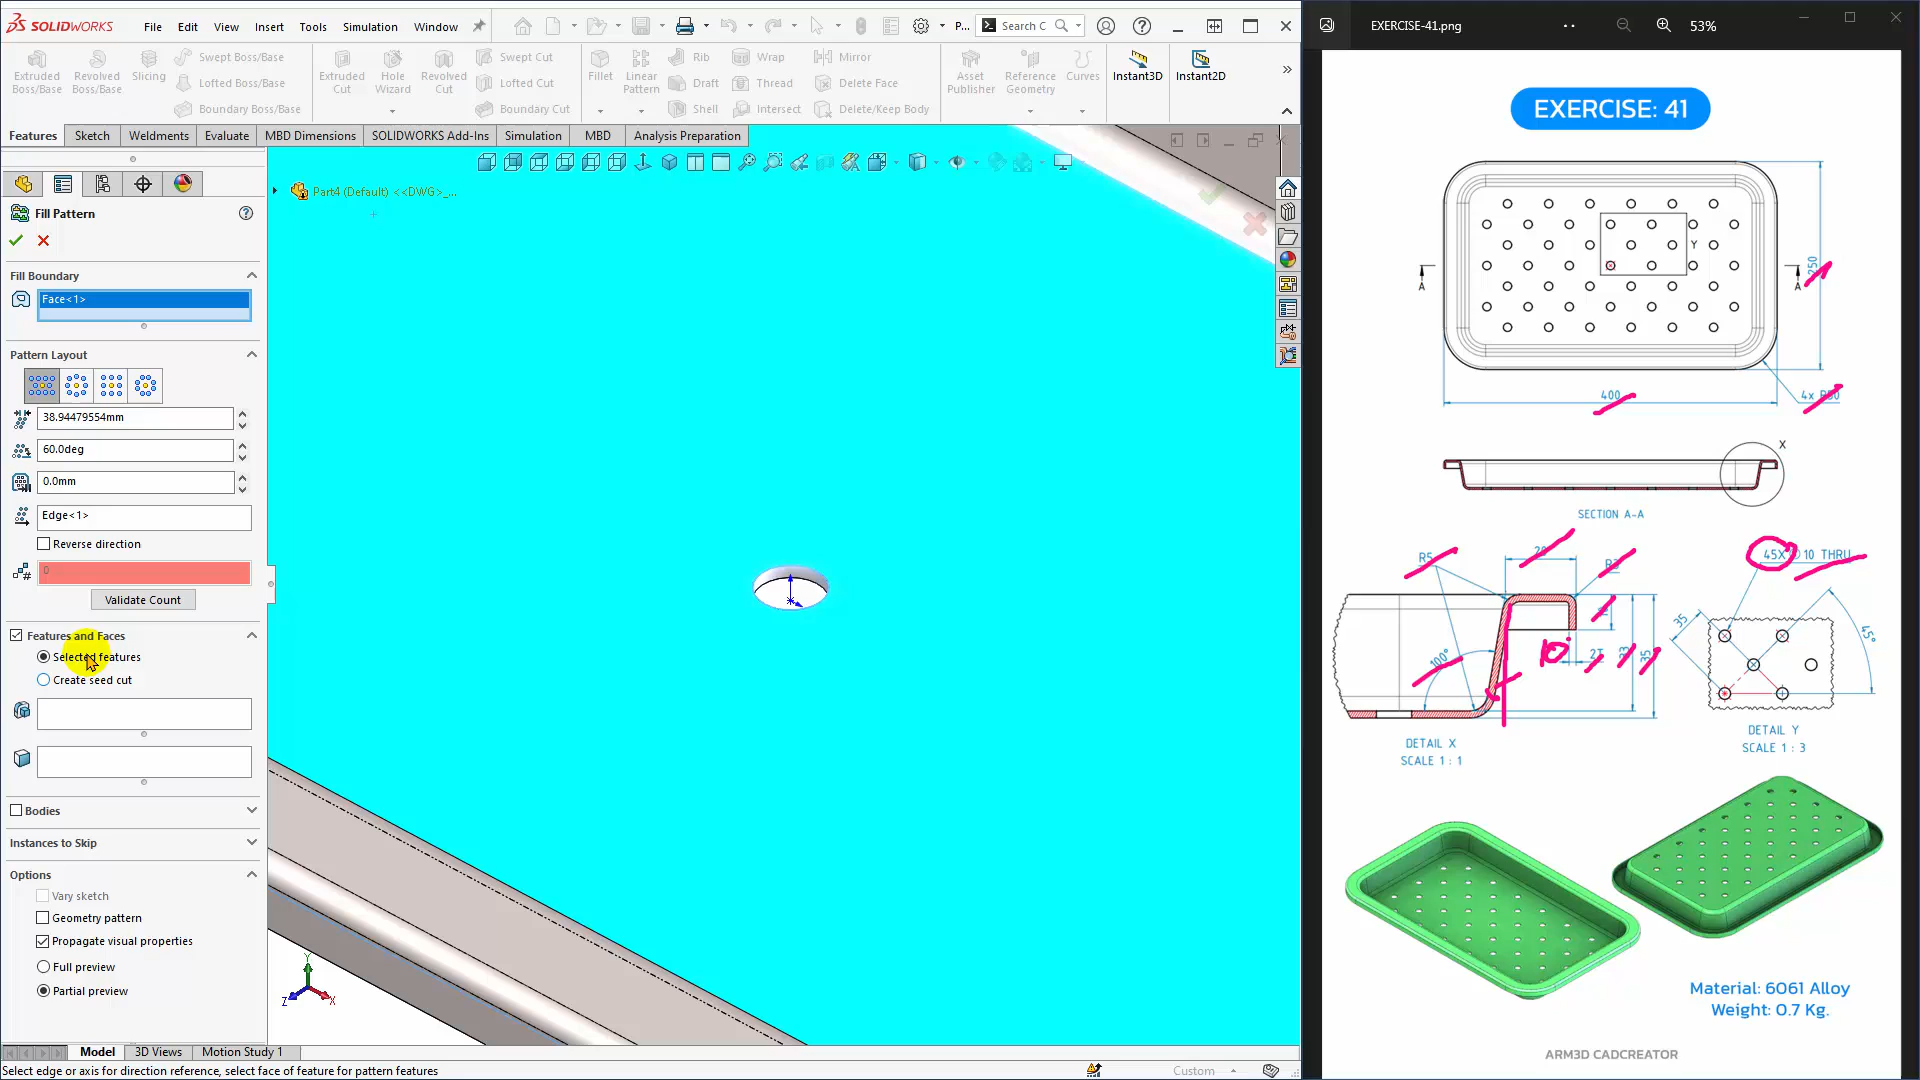 SOLIDWORKS
File Edit View Insert Tools Simulation Window
P...
Search C
Extruded Boss/Base
Revolved Boss/Base
Slicing
Swept Boss/Base
Lofted Boss/Base
Boundary Boss/Base
Extruded Cut
Hole Wizard
Revolved Cut
Swept Cut
Lofted Cut
Boundary Cut
Fillet
Linear Pattern
Rib
Draft
Shell
Wrap
Thread
Intersect
Mirror
Delete Face
Delete/Keep Body
Asset Publisher
Reference Geometry
Curves
Instant3D
Instant2D
Features Sketch Weldments Evaluate MBD Dimensions SOLIDWORKS Add-Ins Simulation MBD Analysis Preparation
Part4 (Default) <<DWG>_...
Fill Pattern
Fill Boundary
Face<1>
Pattern Layout
38.94479554mm
60.0deg
0.0mm
Edge<1>
Reverse direction
0
Validate Count
Features and Faces
Selected features
Create seed cut
Bodies
Instances to Skip
Options
Vary sketch
Geometry pattern
Propagate visual properties
Full preview
Partial preview
Y
Z
X
Model 3D Views Motion Study 1
Select edge or axis for direction reference, select face of feature for pattern features
Custom
EXERCISE-41.png
53%
EXERCISE: 41
Y
A
A
250
400
4x R50
X
SECTION A-A
R5
R3
100°
10
2T
33
35
DETAIL X
SCALE 1 : 1
45X
10 THRU
35
45°
DETAIL Y
SCALE 1 : 3
Material: 6061 Alloy
Weight: 0.7 Kg.
ARM3D CADCREATOR